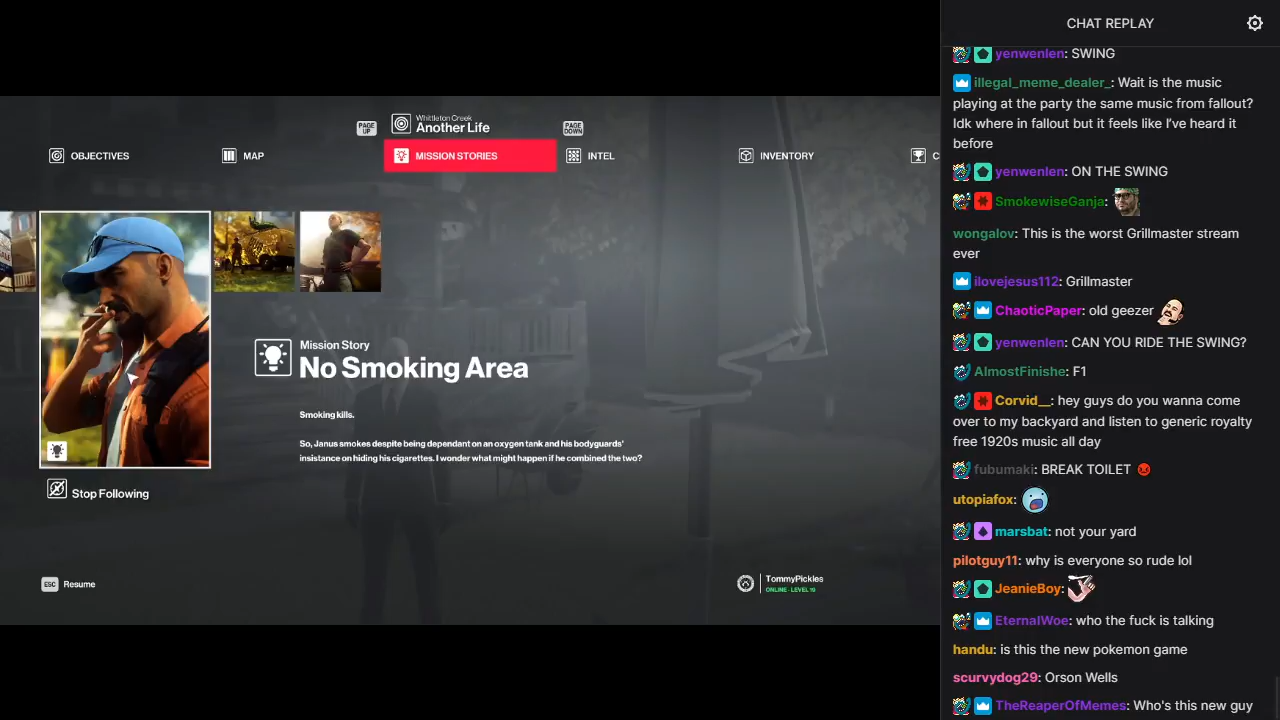 PAGE UP
Whittleton Creek
Another Life
PAGE DOWN
OBJECTIVES
MAP
MISSION STORIES
INTEL
INVENTORY
C
Mission Story
No Smoking Area
Smoking kills.
So, Janus smokes despite being dependant on an oxygen tank and his bodyguards'
insistance on hiding his cigarettes. I wonder what might happen if he combined the two?
Stop Following
ESC Resume
TommyPickles
ONLINE - LEVEL 19
CHAT REPLAY
yenwenlen: SWING
illegal_meme_dealer_: Wait is the music
playing at the party the same music from fallout?
Idk where in fallout but it feels like I've heard it
before
yenwenlen: ON THE SWING
SmokewiseGanja:
wongalov: This is the worst Grillmaster stream
ever
ilovejesus112: Grillmaster
ChaoticPaper: old geezer
yenwenlen: CAN YOU RIDE THE SWING?
AlmostFinishe: F1
Corvid__: hey guys do you wanna come
over to my backyard and listen to generic royalty
free 1920s music all day
fubumaki: BREAK TOILET
utopiafox:
marsbat: not your yard
pilotguy11: why is everyone so rude lol
JeanieBoy:
EternalWoe: who the fuck is talking
handu: is this the new pokemon game
scurvydog29: Orson Wells
TheReaperOfMemes: Who's this new guy